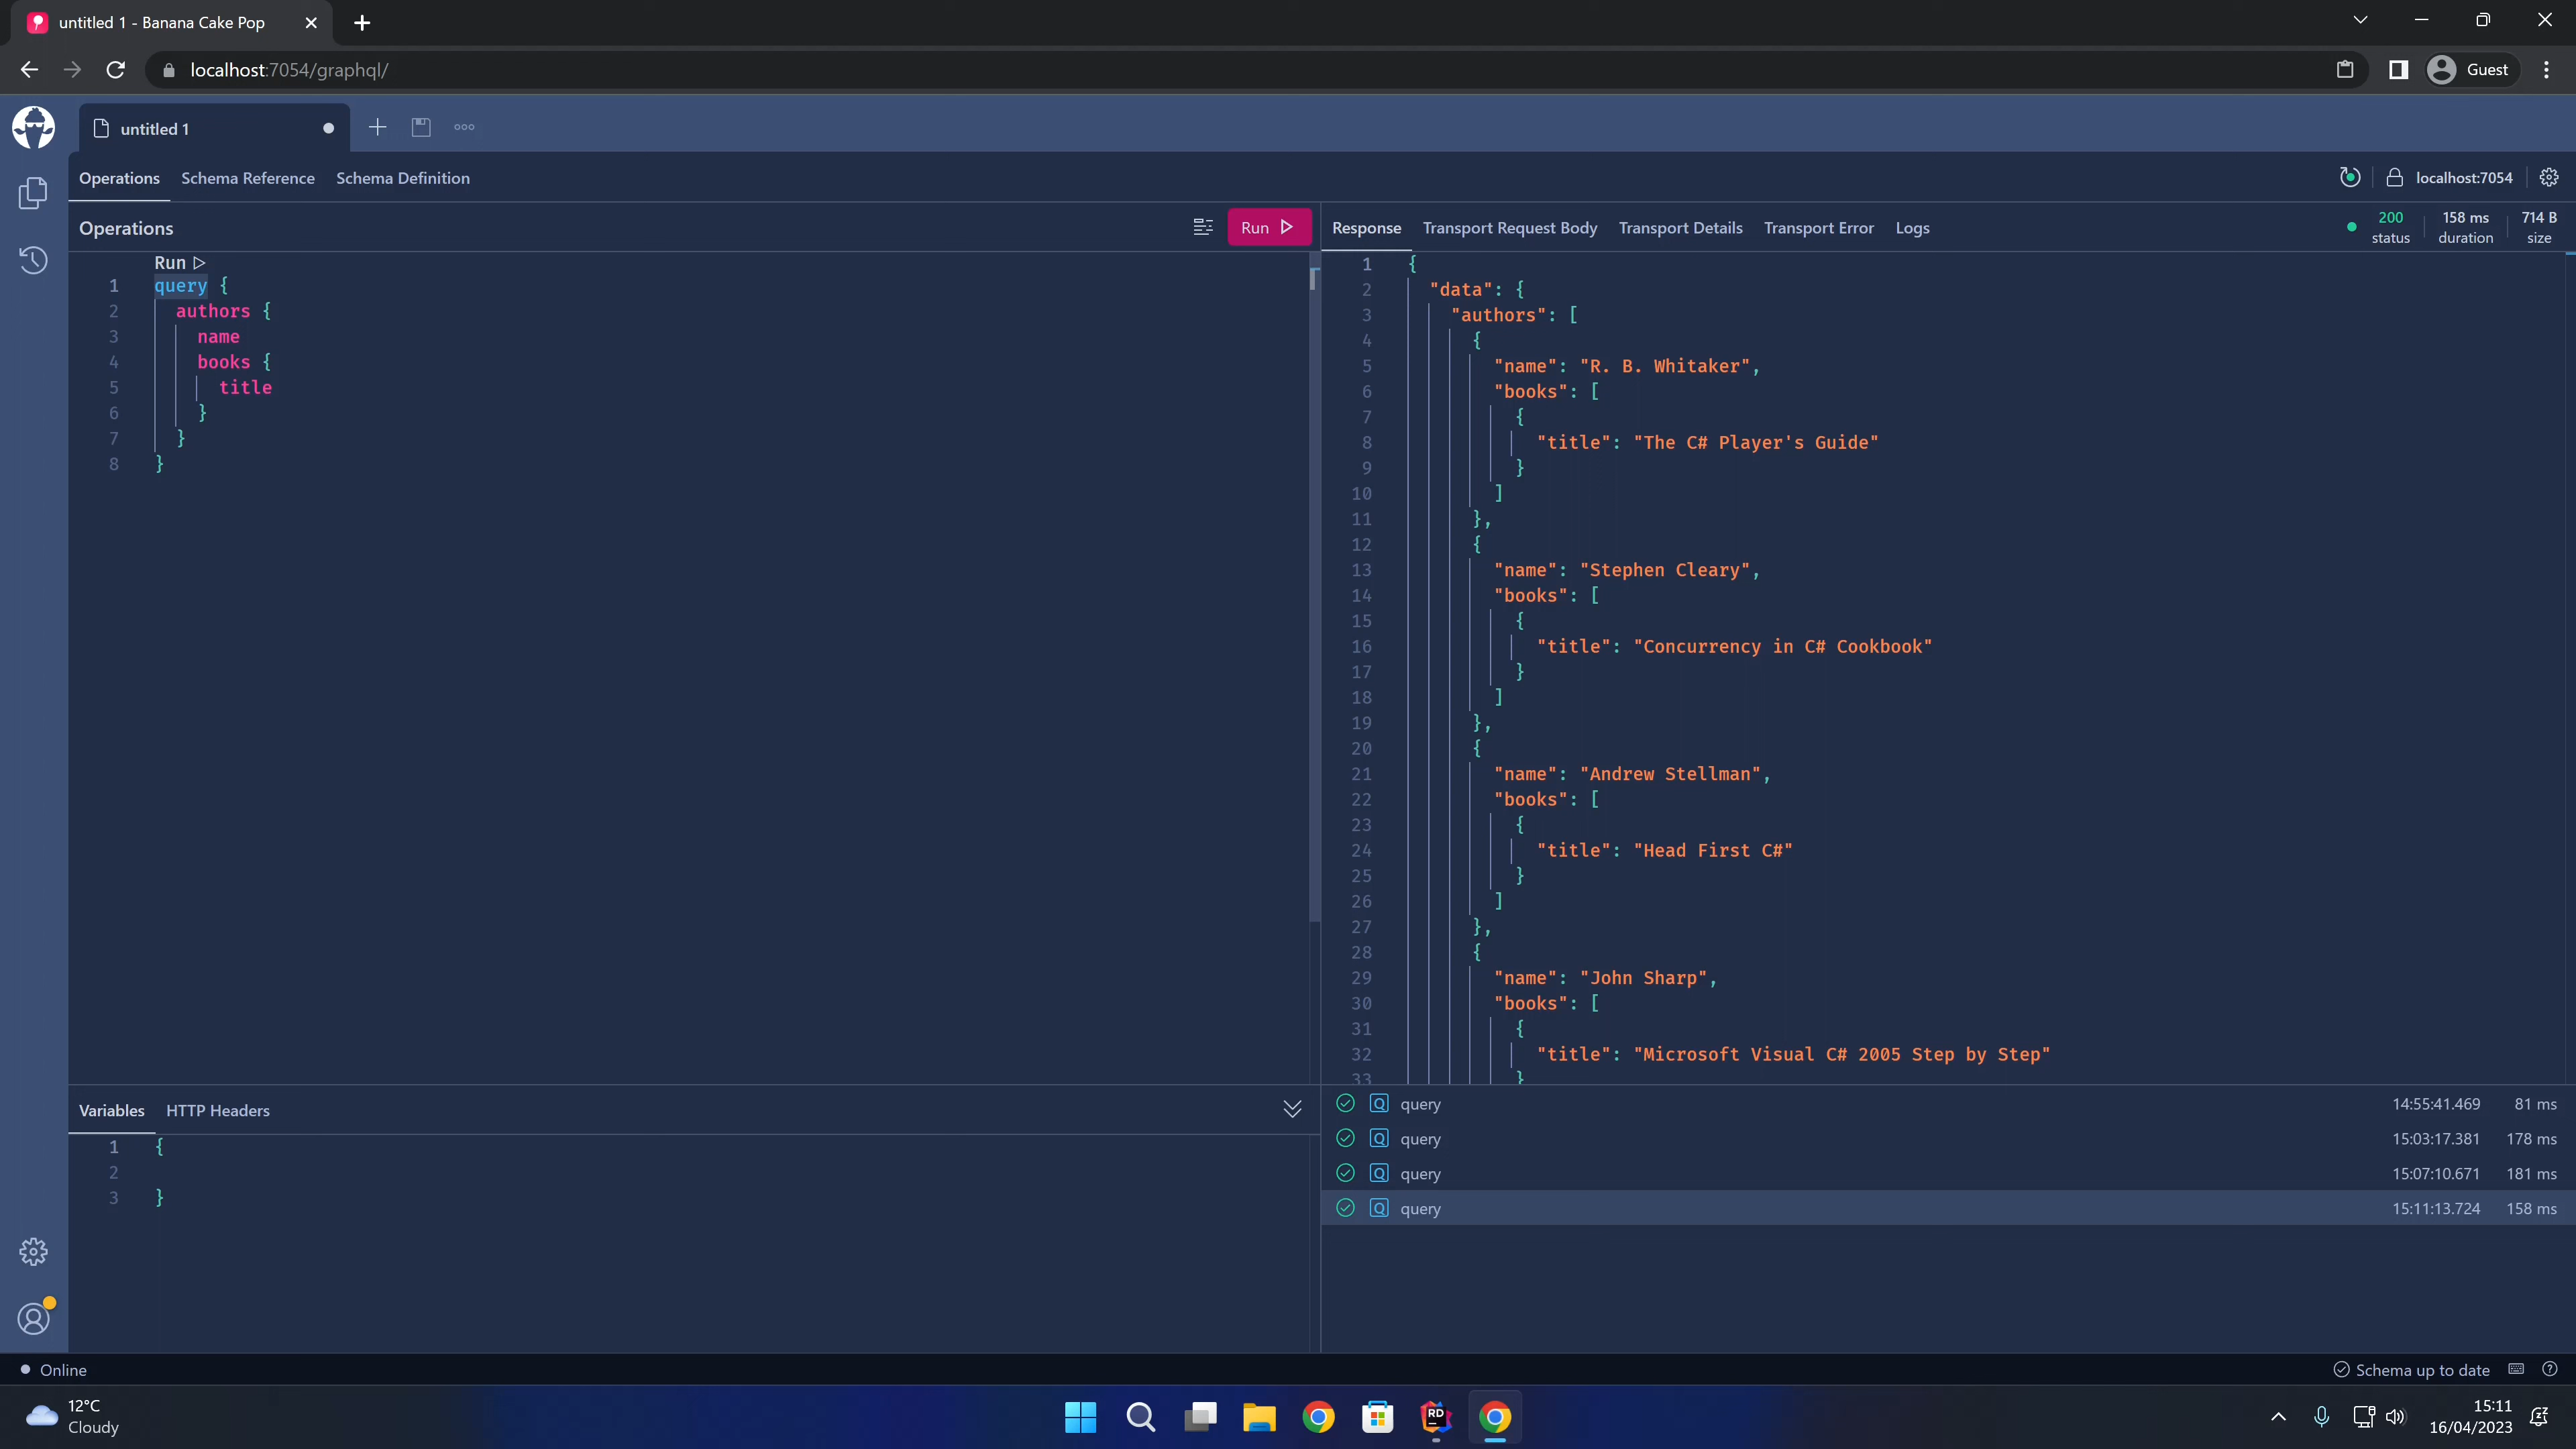 untitled 1 - Banana Cake Pop
localhost:7054/graphql/
Guest
untitled 1
Operations Schema Reference Schema Definition
localhost:7054
Operations
Run
Response Transport Request Body Transport Details Transport Error Logs
200 status
158 ms duration
714 B size
Run
1 query {
2 authors {
3 name
4 books {
5 title
6 }
7 }
8 }
1 {
2 "data": {
3 "authors": [
4 {
5 "name": "R. B. Whitaker",
6 "books": [
7 {
8 "title": "The C# Player's Guide"
9 }
10 ]
11 },
12 {
13 "name": "Stephen Cleary",
14 "books": [
15 {
16 "title": "Concurrency in C# Cookbook"
17 }
18 ]
19 },
20 {
21 "name": "Andrew Stellman",
22 "books": [
23 {
24 "title": "Head First C#"
25 }
26 ]
27 },
28 {
29 "name": "John Sharp",
30 "books": [
31 {
32 "title": "Microsoft Visual C# 2005 Step by Step"
33 }
Variables HTTP Headers
1 {
2
3 }
Q query 14:55:41.469 81 ms
Q query 15:03:17.381 178 ms
Q query 15:07:10.671 181 ms
Q query 15:11:13.724 158 ms
Online
Schema up to date
12°C
Cloudy
RD
15:11
16/04/2023